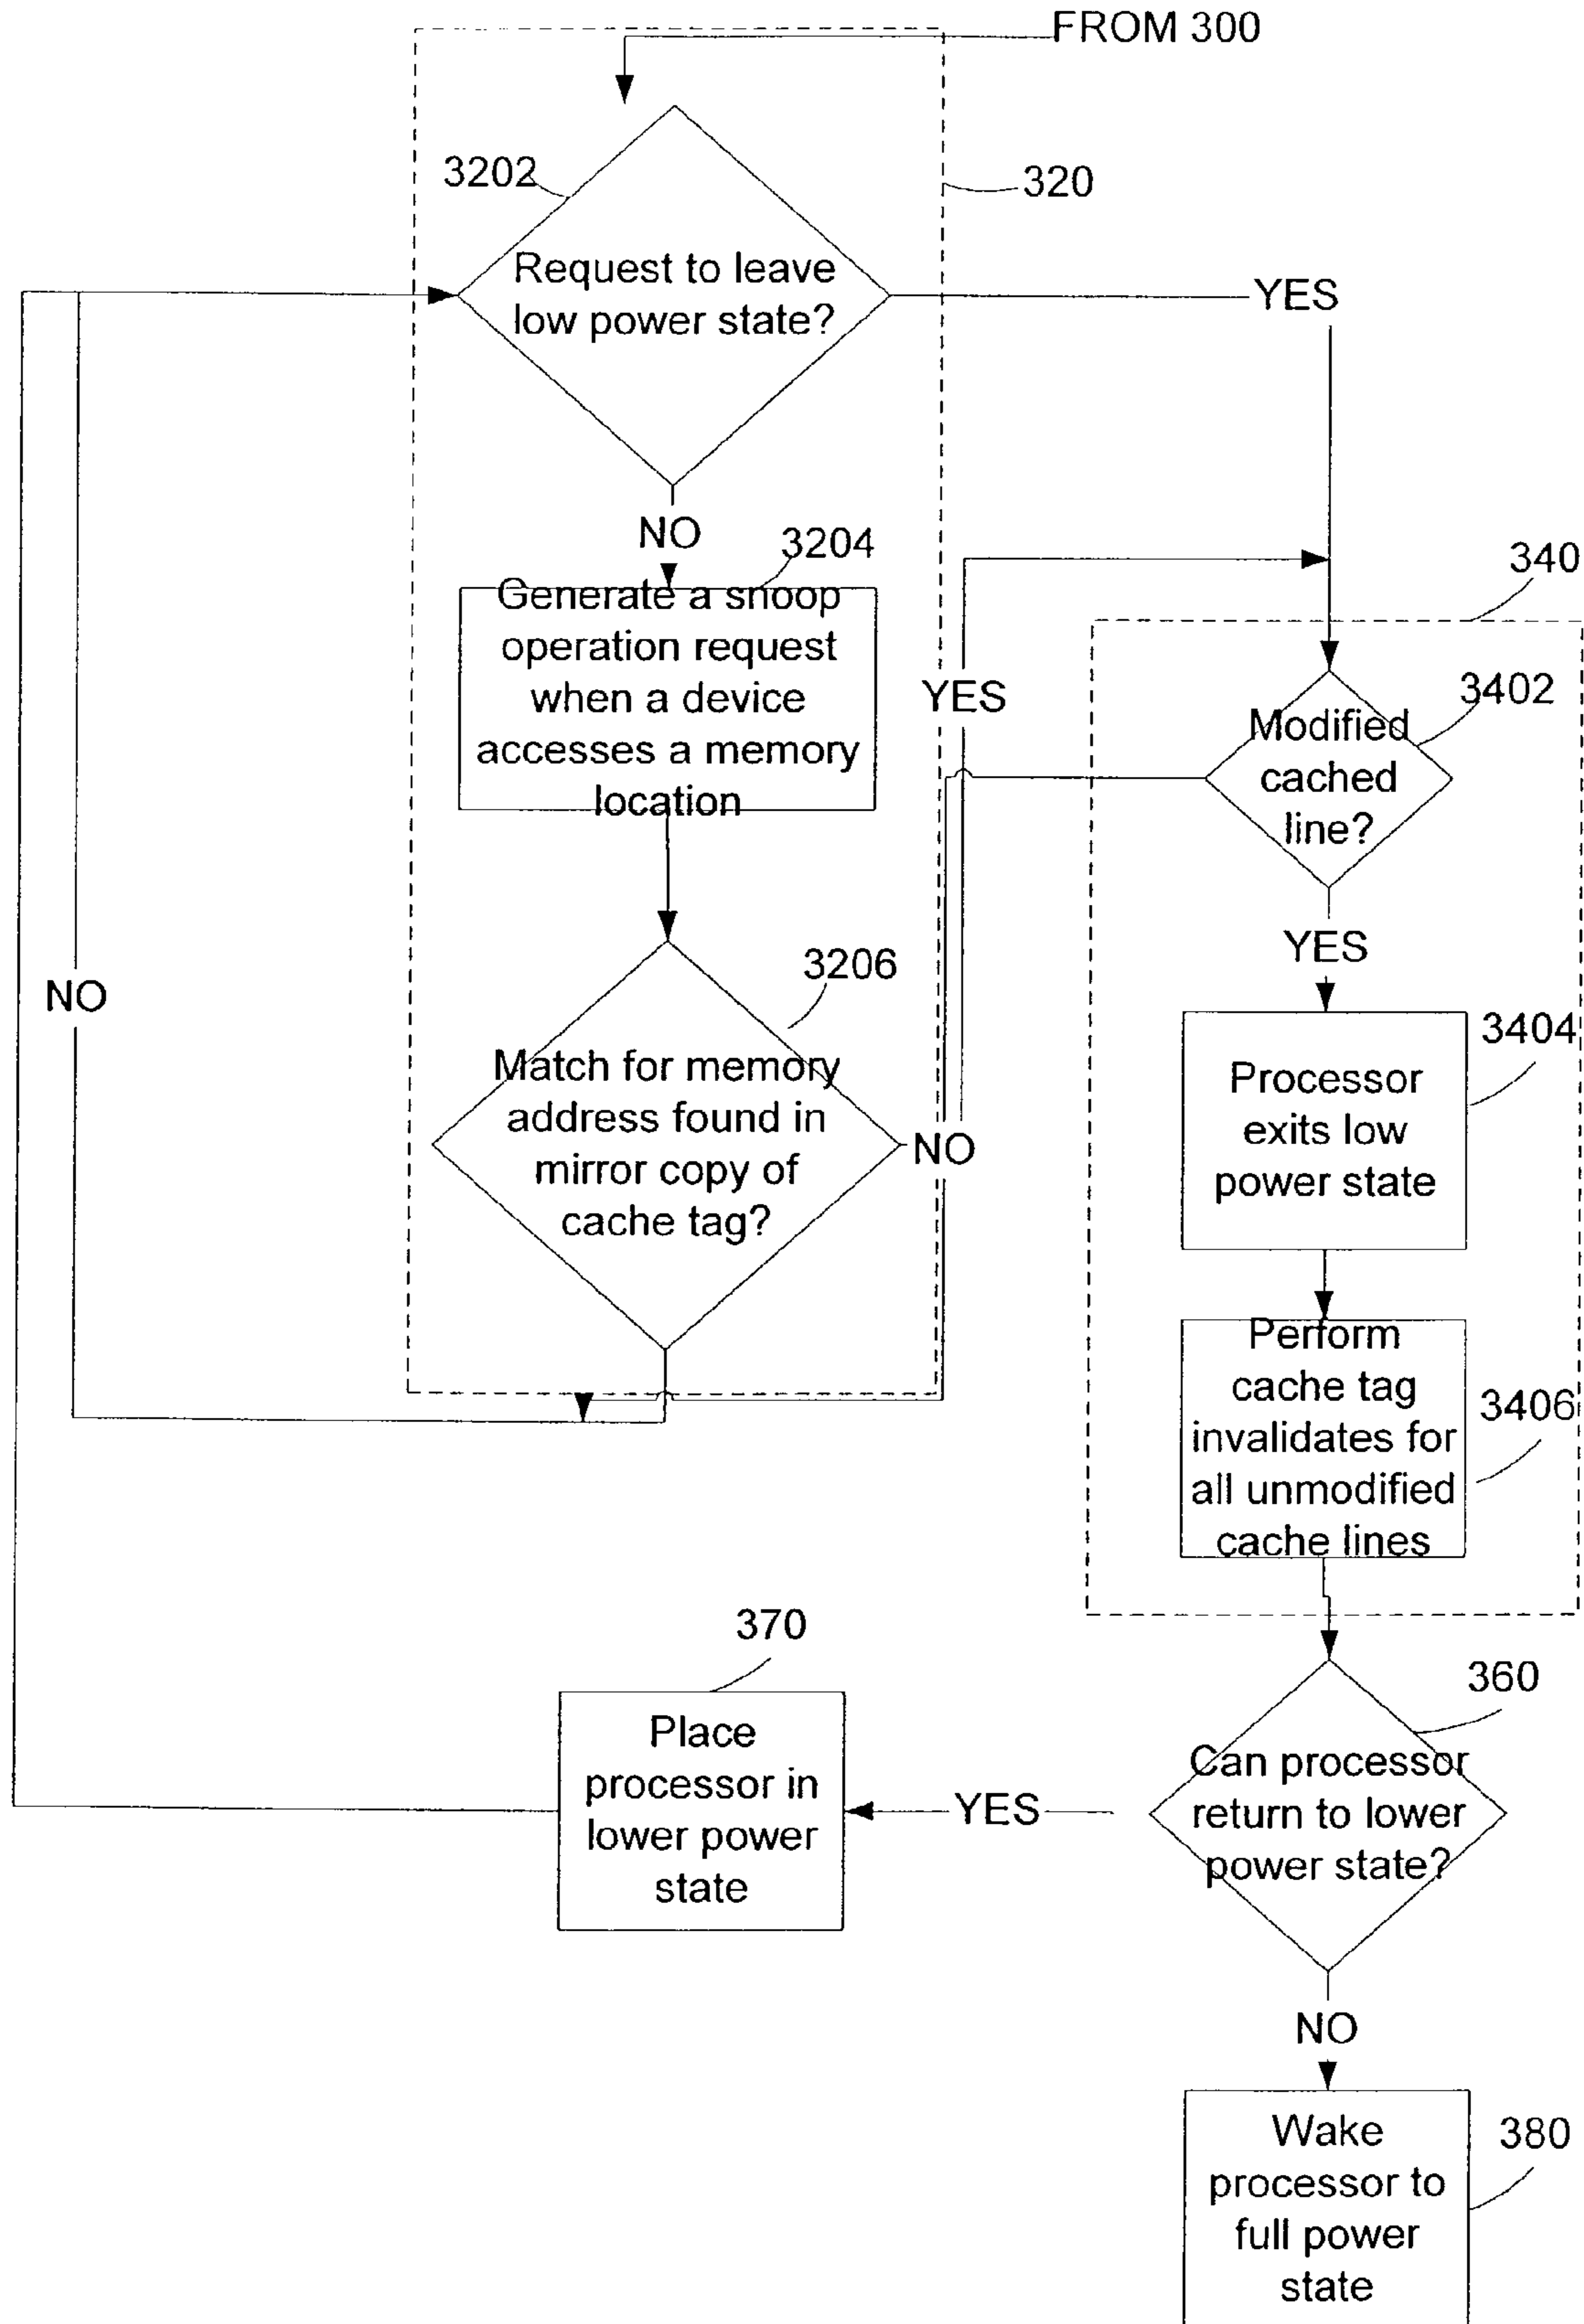 FROM 300
3202
320
Request to leave
low power state?
YES
NO
3204
Generate a snoop
operation request
when a device
accesses a memory
location
YES
340
3402
Modified
cached
line?
YES
NO
3206
Match for memory
address found in
mirror copy of
cache tag?
NO
3404
Processor
exits low
power state
Perform
cache tag
invalidates for
all unmodified
cache lines
3406
370
Place
processor in
lower power
state
YES
360
Can processor
return to lower
power state?
NO
Wake
processor to
full power
state
380